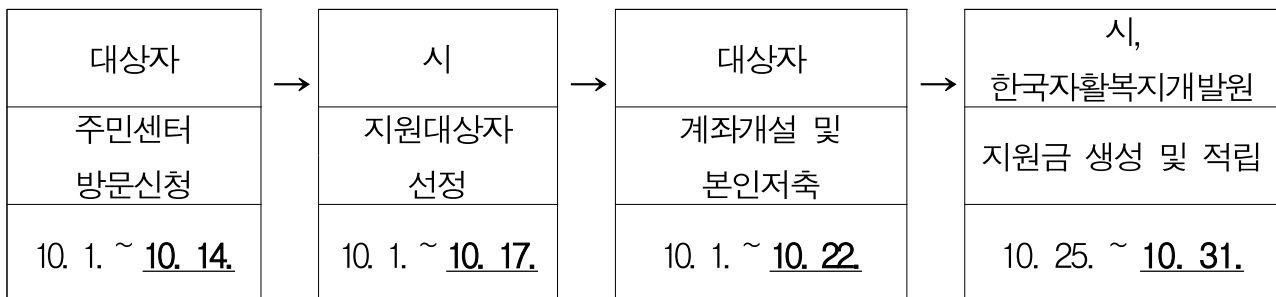 대상자
→
시
→
대상자
→
시,
한국자활복지개발원
주민센터
방문신청
지원대상자
선정
계좌개설 및
본인저축
지원금 생성 및 적립
10. 1. ~ 10. 14.
10. 1. ~ 10. 17.
10. 1. ~ 10. 22.
10. 25. ~ 10. 31.